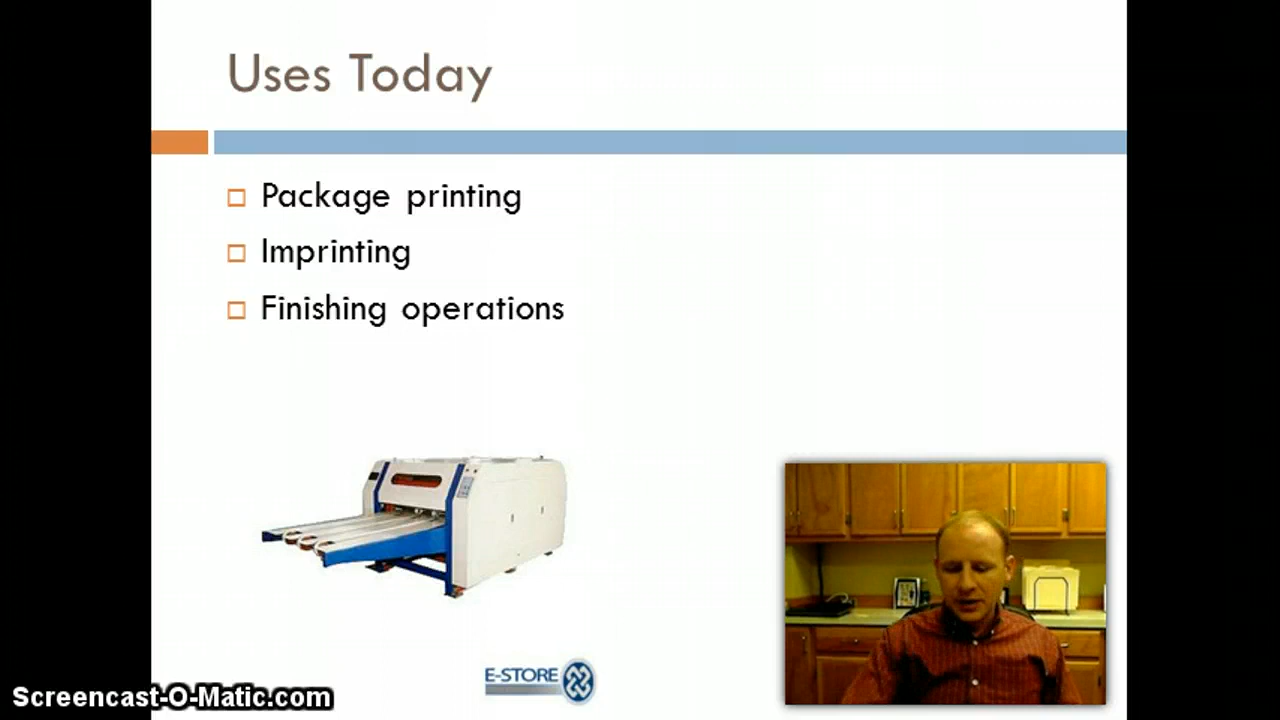 Uses Today
Package printing
Imprinting
Finishing operations
E-STORE
Screencast-O-Matic.com